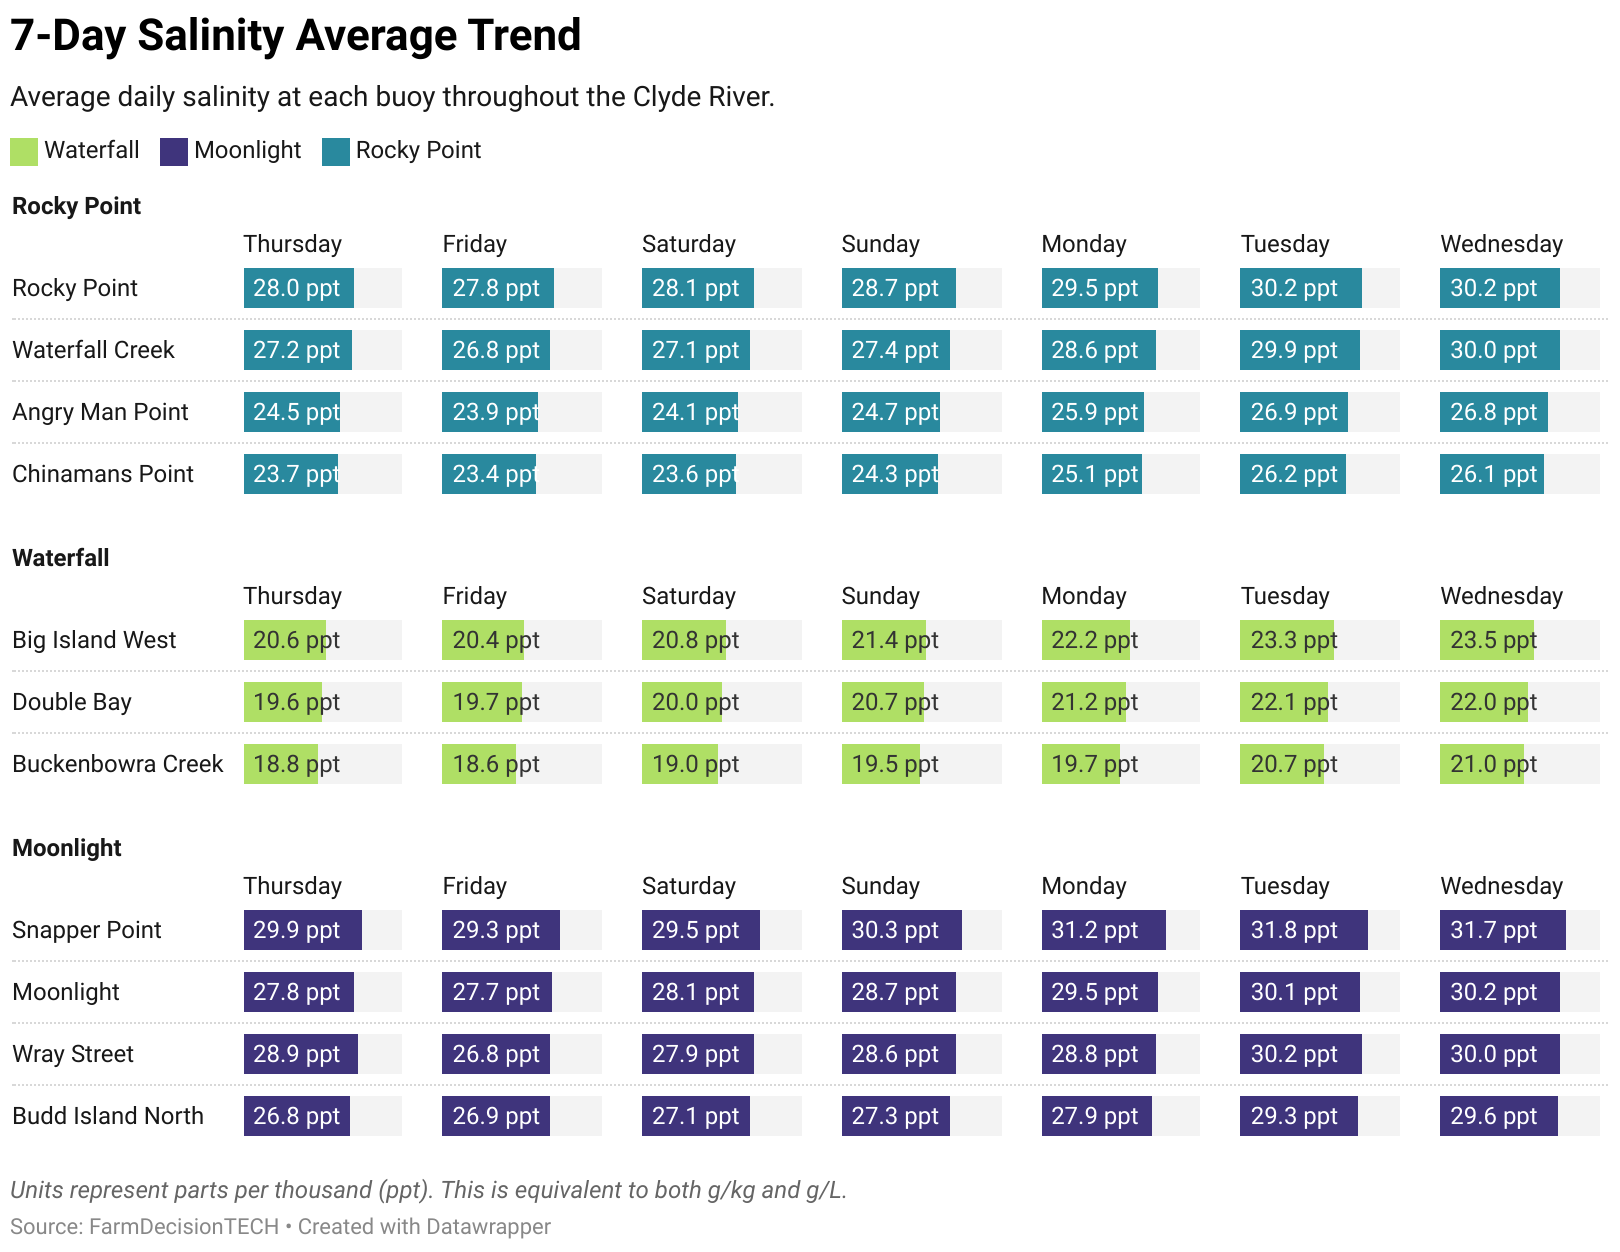 7-Day Salinity Average Trend
Average daily salinity at each buoy throughout the Clyde River.
Waterfall Moonlight Rocky Point
Rocky Point
Thursday Friday Saturday Sunday Monday Tuesday Wednesday
Rocky Point 28.0 ppt 27.8 ppt 28.1 ppt 28.7 ppt 29.5 ppt 30.2 ppt 30.2 ppt
Waterfall Creek 27.2 ppt 26.8 ppt 27.1 ppt 27.4 ppt 28.6 ppt 29.9 ppt 30.0 ppt
Angry Man Point 24.5 ppt 23.9 ppt 24.1 ppt 24.7 ppt 25.9 ppt 26.9 ppt 26.8 ppt
Chinamans Point 23.7 ppt 23.4 ppt 23.6 ppt 24.3 ppt 25.1 ppt 26.2 ppt 26.1 ppt
Waterfall
Thursday Friday Saturday Sunday Monday Tuesday Wednesday
Big Island West 20.6 ppt 20.4 ppt 20.8 ppt 21.4 ppt 22.2 ppt 23.3 ppt 23.5 ppt
Double Bay 19.6 ppt 19.7 ppt 20.0 ppt 20.7 ppt 21.2 ppt 22.1 ppt 22.0 ppt
Buckenbowra Creek 18.8 ppt 18.6 ppt 19.0 ppt 19.5 ppt 19.7 ppt 20.7 ppt 21.0 ppt
Moonlight
Thursday Friday Saturday Sunday Monday Tuesday Wednesday
Snapper Point 29.9 ppt 29.3 ppt 29.5 ppt 30.3 ppt 31.2 ppt 31.8 ppt 31.7 ppt
Moonlight 27.8 ppt 27.7 ppt 28.1 ppt 28.7 ppt 29.5 ppt 30.1 ppt 30.2 ppt
Wray Street 28.9 ppt 26.8 ppt 27.9 ppt 28.6 ppt 28.8 ppt 30.2 ppt 30.0 ppt
Budd Island North 26.8 ppt 26.9 ppt 27.1 ppt 27.3 ppt 27.9 ppt 29.3 ppt 29.6 ppt
Units represent parts per thousand (ppt). This is equivalent to both g/kg and g/L.
Source: FarmDecisionTECH • Created with Datawrapper